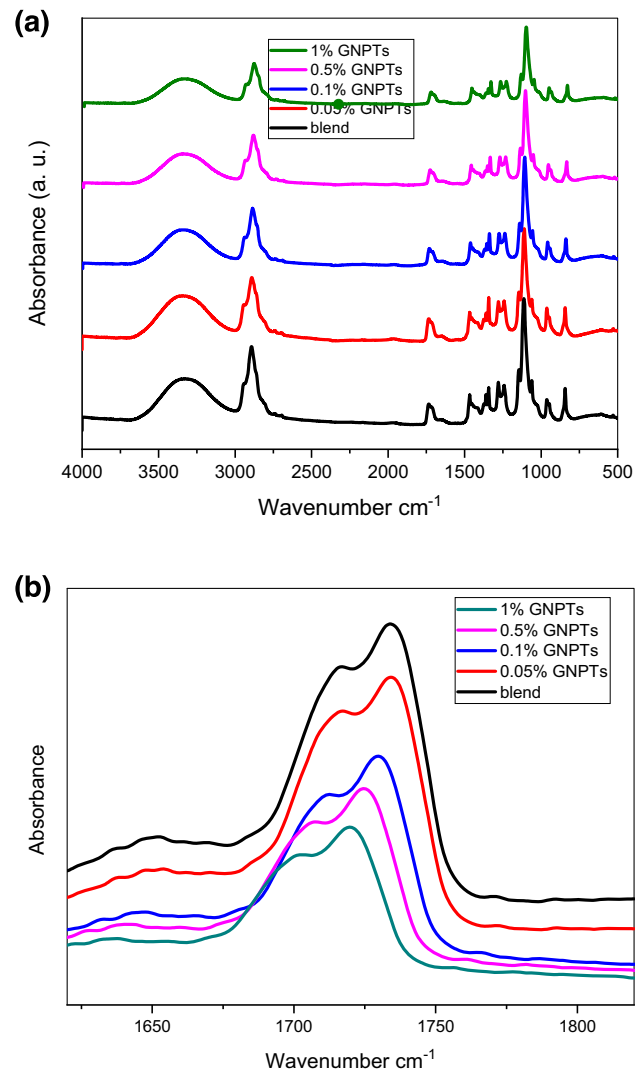 (a)
1% GNPTs
0.5% GNPTs
0.1% GNPTs
0.05% GNPTs
blend
Absorbance (a. u.)
4000 3500 3000 2500 2000 1500 1000 500
Wavenumber cm⁻¹
(b)
1% GNPTs
0.5% GNPTs
0.1% GNPTs
0.05% GNPTs
blend
Absorbance
1650 1700 1750 1800
Wavenumber cm⁻¹